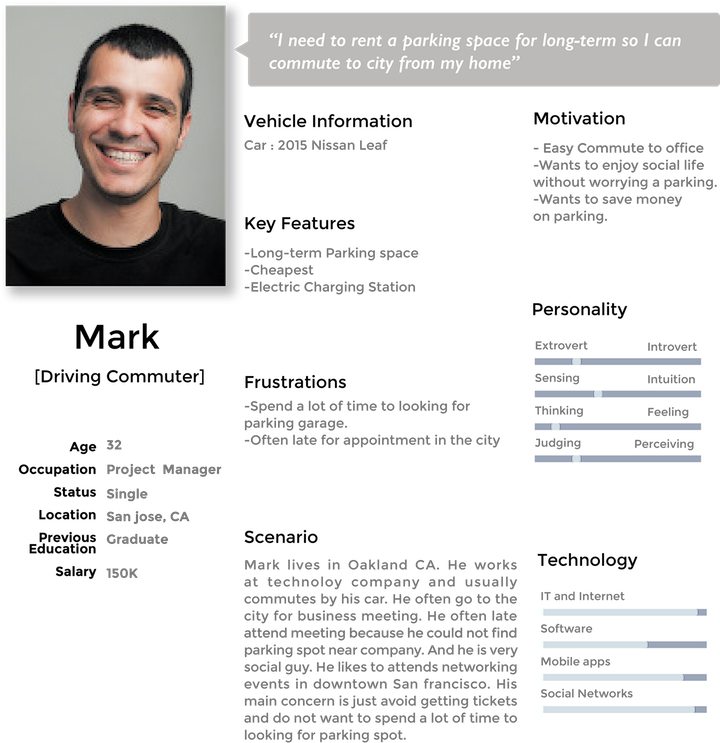 “I need to rent a parking space for long-term so I can
commute to city from my home”
Vehicle Information
Car : 2015 Nissan Leaf
Motivation
- Easy Commute to office
-Wants to enjoy social life
without worrying a parking.
-Wants to save money
on parking.
Key Features
-Long-term Parking space
-Cheapest
-Electric Charging Station
Mark
[Driving Commuter]
Personality
Extrovert Introvert
Sensing Intuition
Thinking Feeling
Judging Perceiving
Frustrations
-Spend a lot of time to looking for
parking garage.
-Often late for appointment in the city
Age 32
Occupation Project Manager
Status Single
Location San jose, CA
Previous
Education Graduate
Salary 150K
Scenario
Mark lives in Oakland CA. He works
at technoloy company and usually
commutes by his car. He often go to the
city for business meeting. He often late
attend meeting because he could not find
parking spot near company. And he is very
social guy. He likes to attends networking
events in downtown San francisco. His
main concern is just avoid getting tickets
and do not want to spend a lot of time to
looking for parking spot.
Technology
IT and Internet
Software
Mobile apps
Social Networks